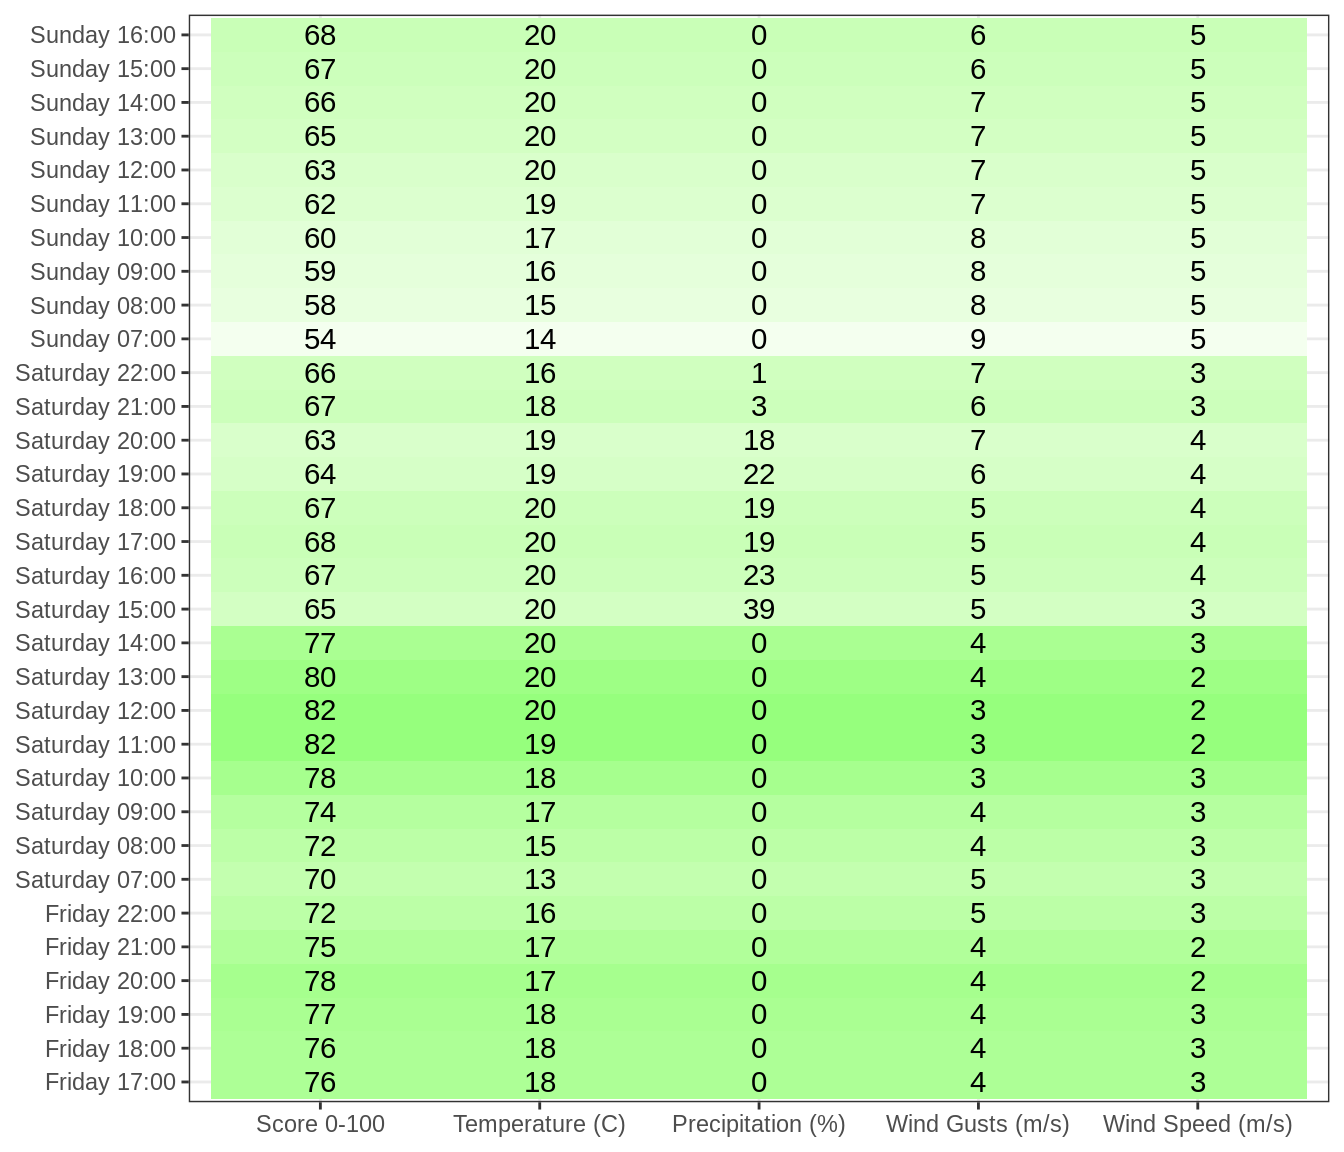 Sunday 16:00 68 20 0 6 5
Sunday 15:00 67 20 0 6 5
Sunday 14:00 66 20 0 7 5
Sunday 13:00 65 20 0 7 5
Sunday 12:00 63 20 0 7 5
Sunday 11:00 62 19 0 7 5
Sunday 10:00 60 17 0 8 5
Sunday 09:00 59 16 0 8 5
Sunday 08:00 58 15 0 8 5
Sunday 07:00 54 14 0 9 5
Saturday 22:00 66 16 1 7 3
Saturday 21:00 67 18 3 6 3
Saturday 20:00 63 19 18 7 4
Saturday 19:00 64 19 22 6 4
Saturday 18:00 67 20 19 5 4
Saturday 17:00 68 20 19 5 4
Saturday 16:00 67 20 23 5 4
Saturday 15:00 65 20 39 5 3
Saturday 14:00 77 20 0 4 3
Saturday 13:00 80 20 0 4 2
Saturday 12:00 82 20 0 3 2
Saturday 11:00 82 19 0 3 2
Saturday 10:00 78 18 0 3 3
Saturday 09:00 74 17 0 4 3
Saturday 08:00 72 15 0 4 3
Saturday 07:00 70 13 0 5 3
Friday 22:00 72 16 0 5 3
Friday 21:00 75 17 0 4 2
Friday 20:00 78 17 0 4 2
Friday 19:00 77 18 0 4 3
Friday 18:00 76 18 0 4 3
Friday 17:00 76 18 0 4 3
Score 0-100 Temperature (C) Precipitation (%) Wind Gusts (m/s) Wind Speed (m/s)